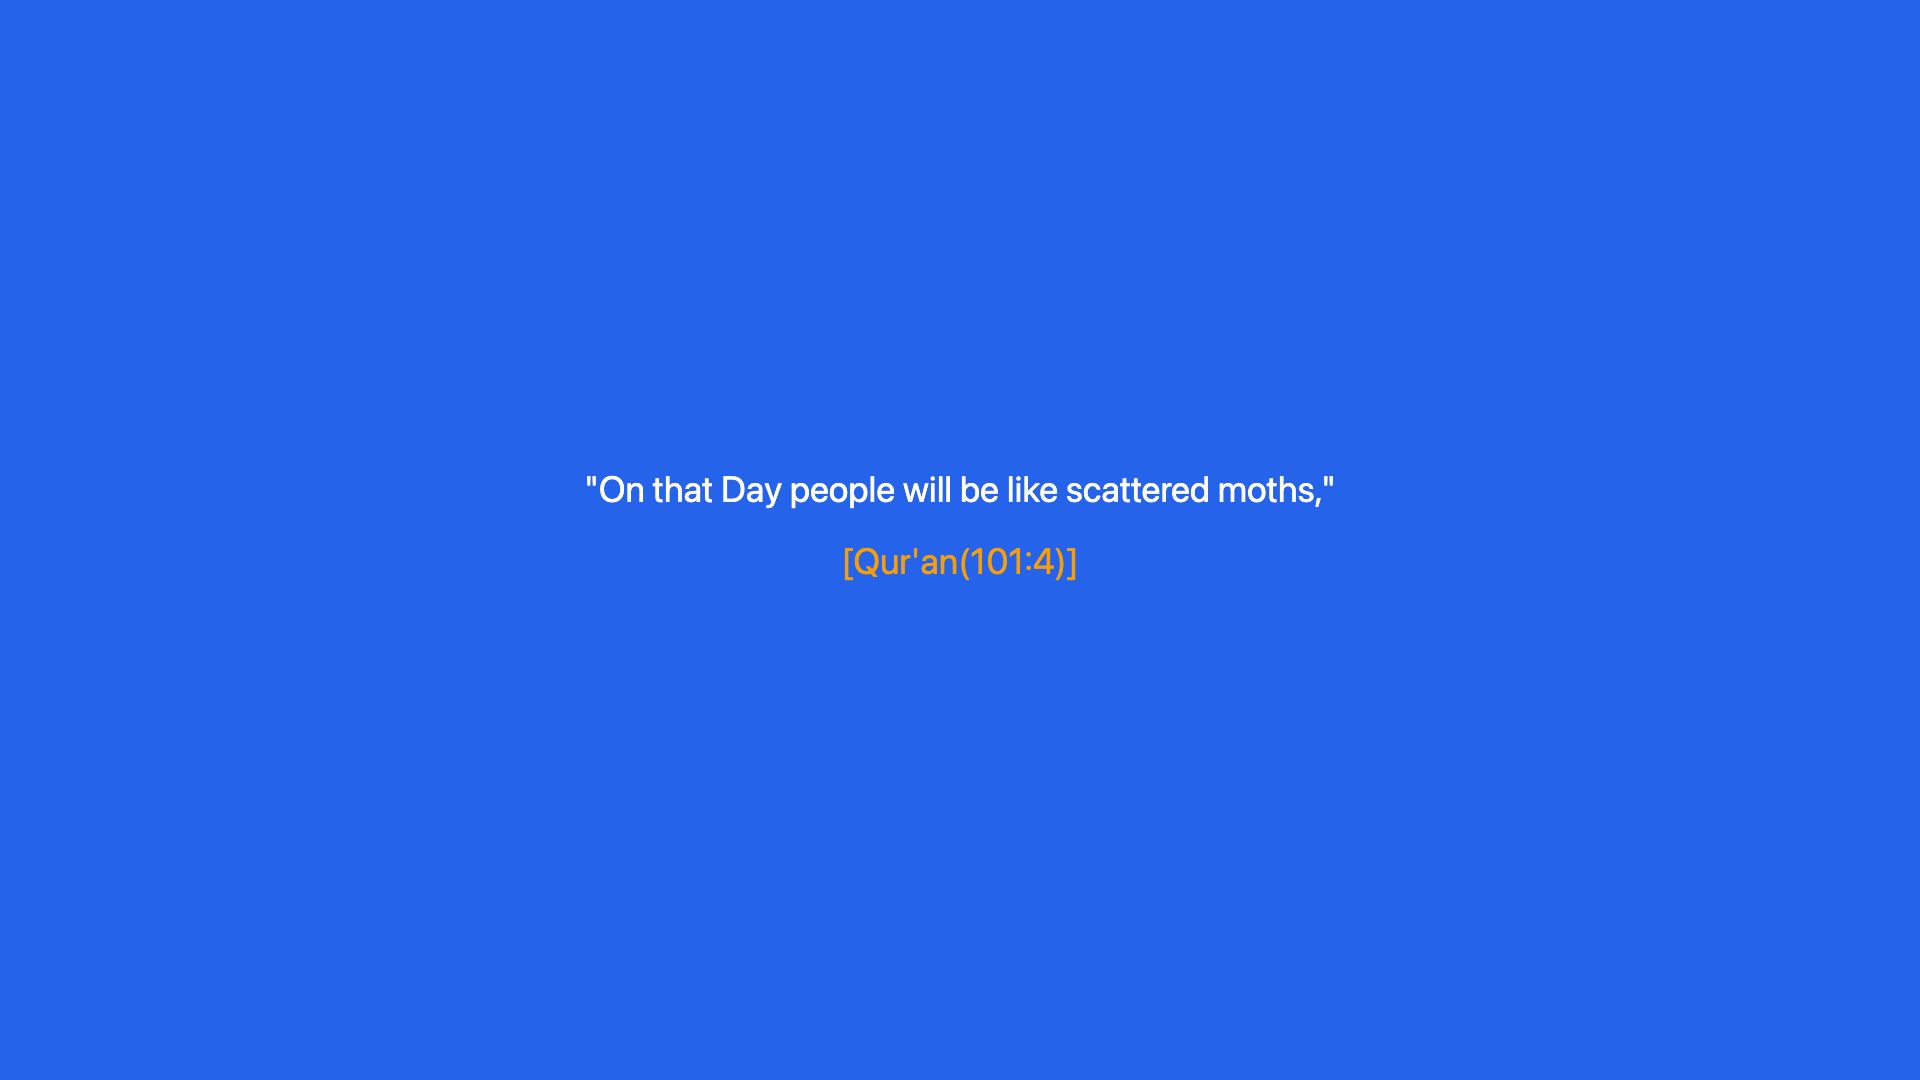 "On that Day people will be like scattered moths,"
[Qur'an(101:4)]